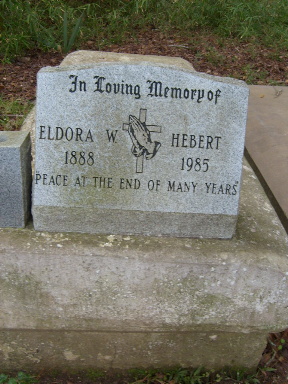 In Loving Memory of
ELDORA W. HEBERT
1888 1985
"PEACE AT THE END OF MANY YEARS"